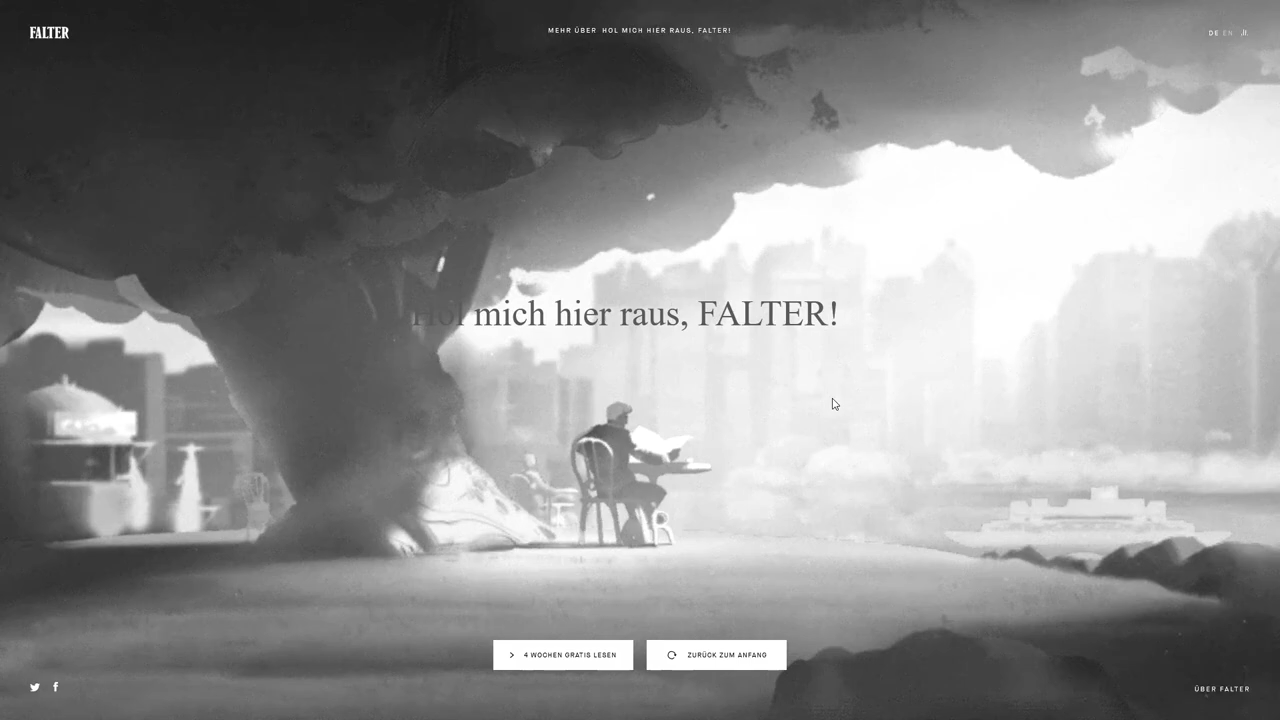 FALTER
MEHR ÜBER HOL MICH HIER RAUS, FALTER!
DE EN
Hol mich hier raus, FALTER!
4 WOCHEN GRATIS LESEN
ZURÜCK ZUM ANFANG
ÜBER FALTER